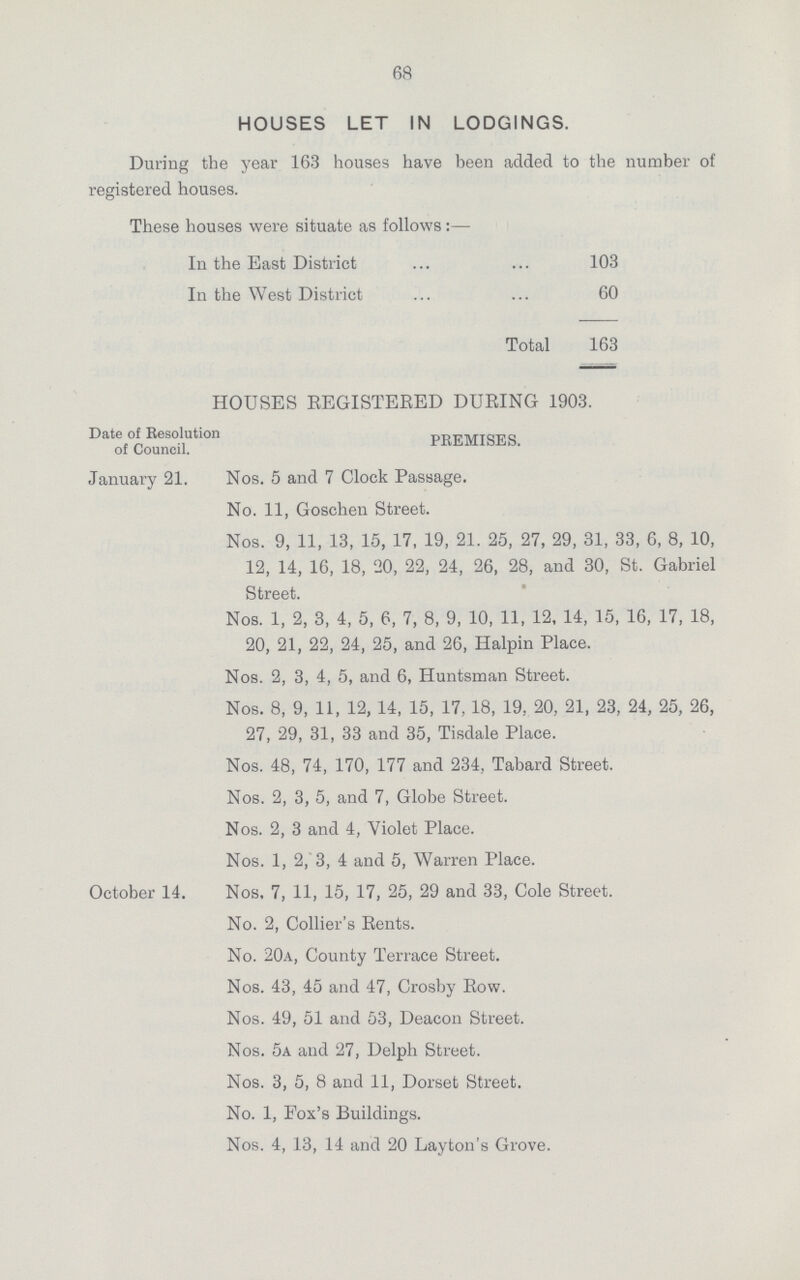 68
HOUSES LET IN LODGINGS.
During the year 163 houses have been added to the number of
registered houses.
These houses were situate as follows:—
In the East District ... ... 103
In the West District ... ... 60
Total 163
HOUSES REGISTERED DURING 1903.
Date of Resolution
of Council.
PREMISES.
January 21. Nos. 5 and 7 Clock Passage.
No. 11, Goschen Street.
Nos. 9, 11, 13, 15, 17, 19, 21. 25, 27, 29, 31, 33, 6, 8, 10,
12, 14, 16, 18, 20, 22, 24, 26, 28, and 30, St. Gabriel
Street.
Nos. 1, 2, 3, 4, 5, 6, 7, 8, 9, 10, 11, 12, 14, 15, 16, 17, 18,
20, 21, 22, 24, 25, and 26, Halpin Place.
Nos. 2, 3, 4, 5, and 6, Huntsman Street.
Nos. 8, 9, 11, 12, 14, 15, 17, 18, 19, 20, 21, 23, 24, 25, 26,
27, 29, 31, 33 and 35, Tisdale Place.
Nos. 48, 74, 170, 177 and 234, Tabard Street.
Nos. 2, 3, 5, and 7, Globe Street.
Nos. 2, 3 and 4, Violet Place.
Nos. 1, 2, 3, 4 and 5, Warren Place.
October 14. Nos, 7, 11, 15, 17, 25, 29 and 33, Cole Street.
No. 2, Collier's Rents.
No. 20A, County Terrace Street.
Nos. 43, 45 and 47, Crosby Row.
Nos. 49, 51 and 53, Deacon Street.
Nos. 5A and 27, Delph Street.
Nos. 3, 5, 8 and 11, Dorset Street.
No. 1, Fox's Buildings.
Nos. 4, 13, 14 and 20 Layton's Grove.